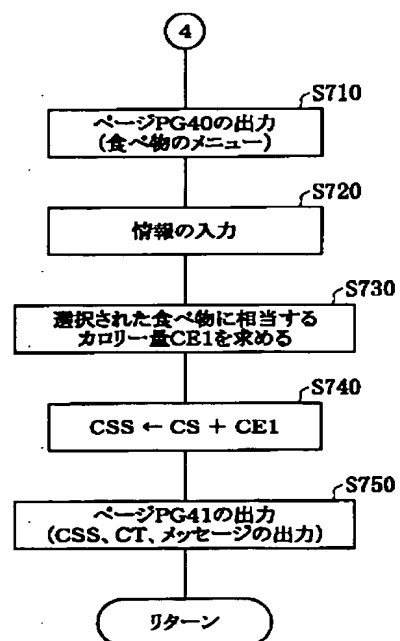 4
S710
ページPG40の出力
(食べ物のメニュー)
S720
情報の入力
S730
選択された食べ物に相当する
カロリー量CE1を求める
S740
CSS ← CS + CE1
S750
ページPG41の出力
(CSS、CT、メッセージの出力)
リターン